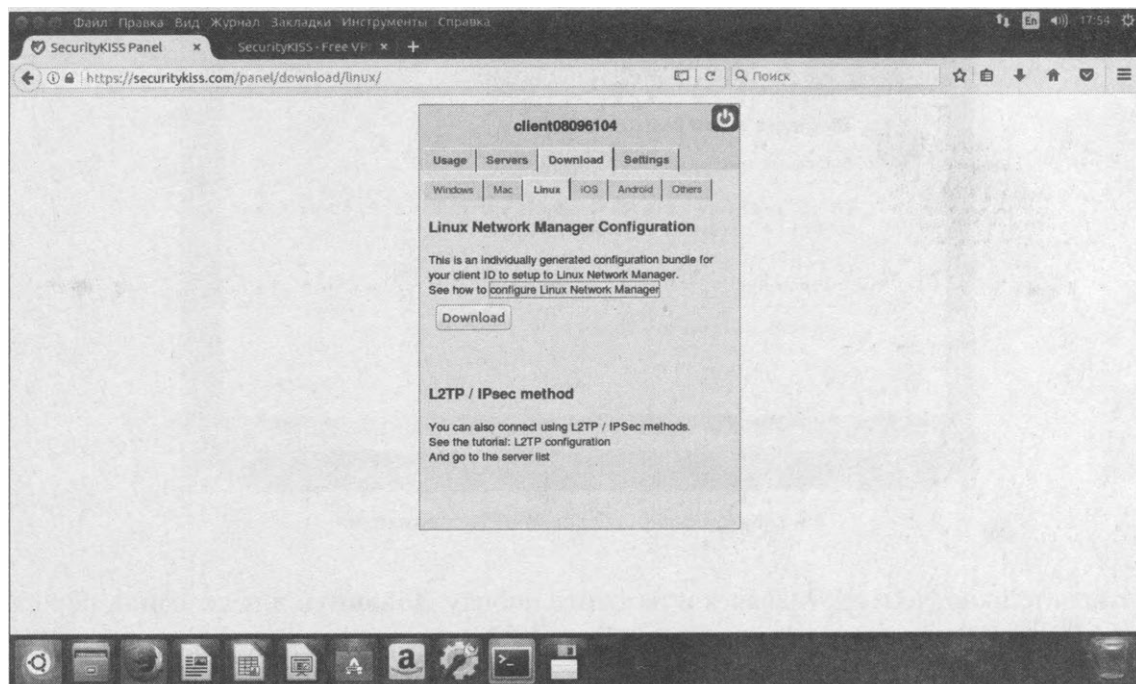 Файл Правка Вид Журнал Закладки Инструменты Справка
En 17:54
SecurityKISS Panel × SecurityKISS - Free VP × +
https://securitykiss.com/panel/download/linux/ Поиск
client08096104
Usage Servers Download Settings
Windows Mac Linux iOS Android Others
Linux Network Manager Configuration
This is an individually generated configuration bundle for
your client ID to setup to Linux Network Manager.
See how to configure Linux Network Manager
Download
L2TP / IPsec method
You can also connect using L2TP / IPSec methods.
See the tutorial: L2TP configuration
And go to the server list